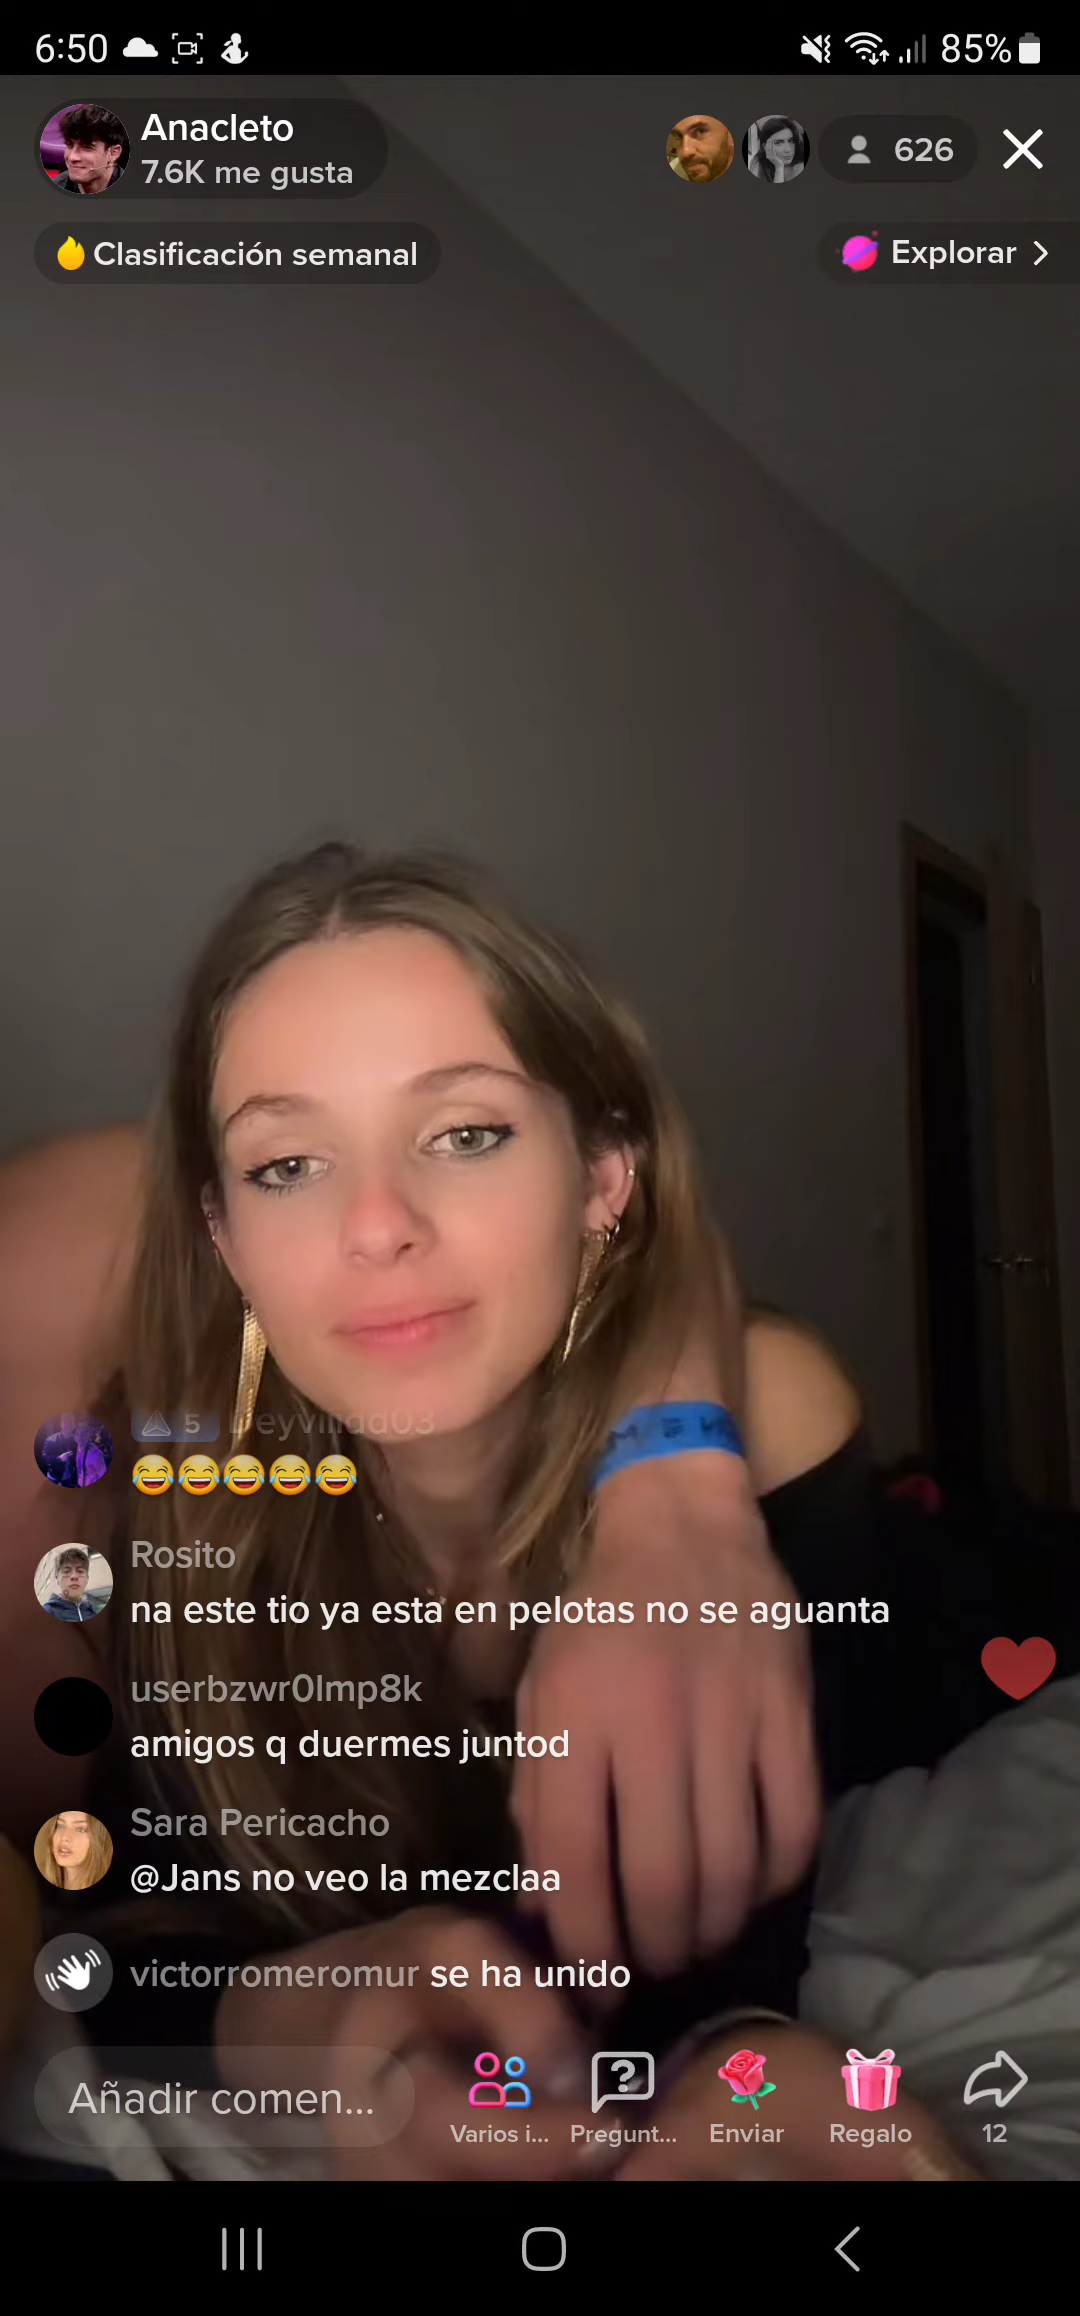 6:50
85%
Anacleto
7.6K me gusta
626
Clasificación semanal
Explorar
5
😂😂😂😂😂
Rosito
na este tio ya esta en pelotas no se aguanta
userbzwr0lmp8k
amigos q duermes juntod
Sara Pericacho
@Jans no veo la mezclaa
victorromeromur se ha unido
Añadir comen...
Varios i...
Pregunt...
Enviar
Regalo
12